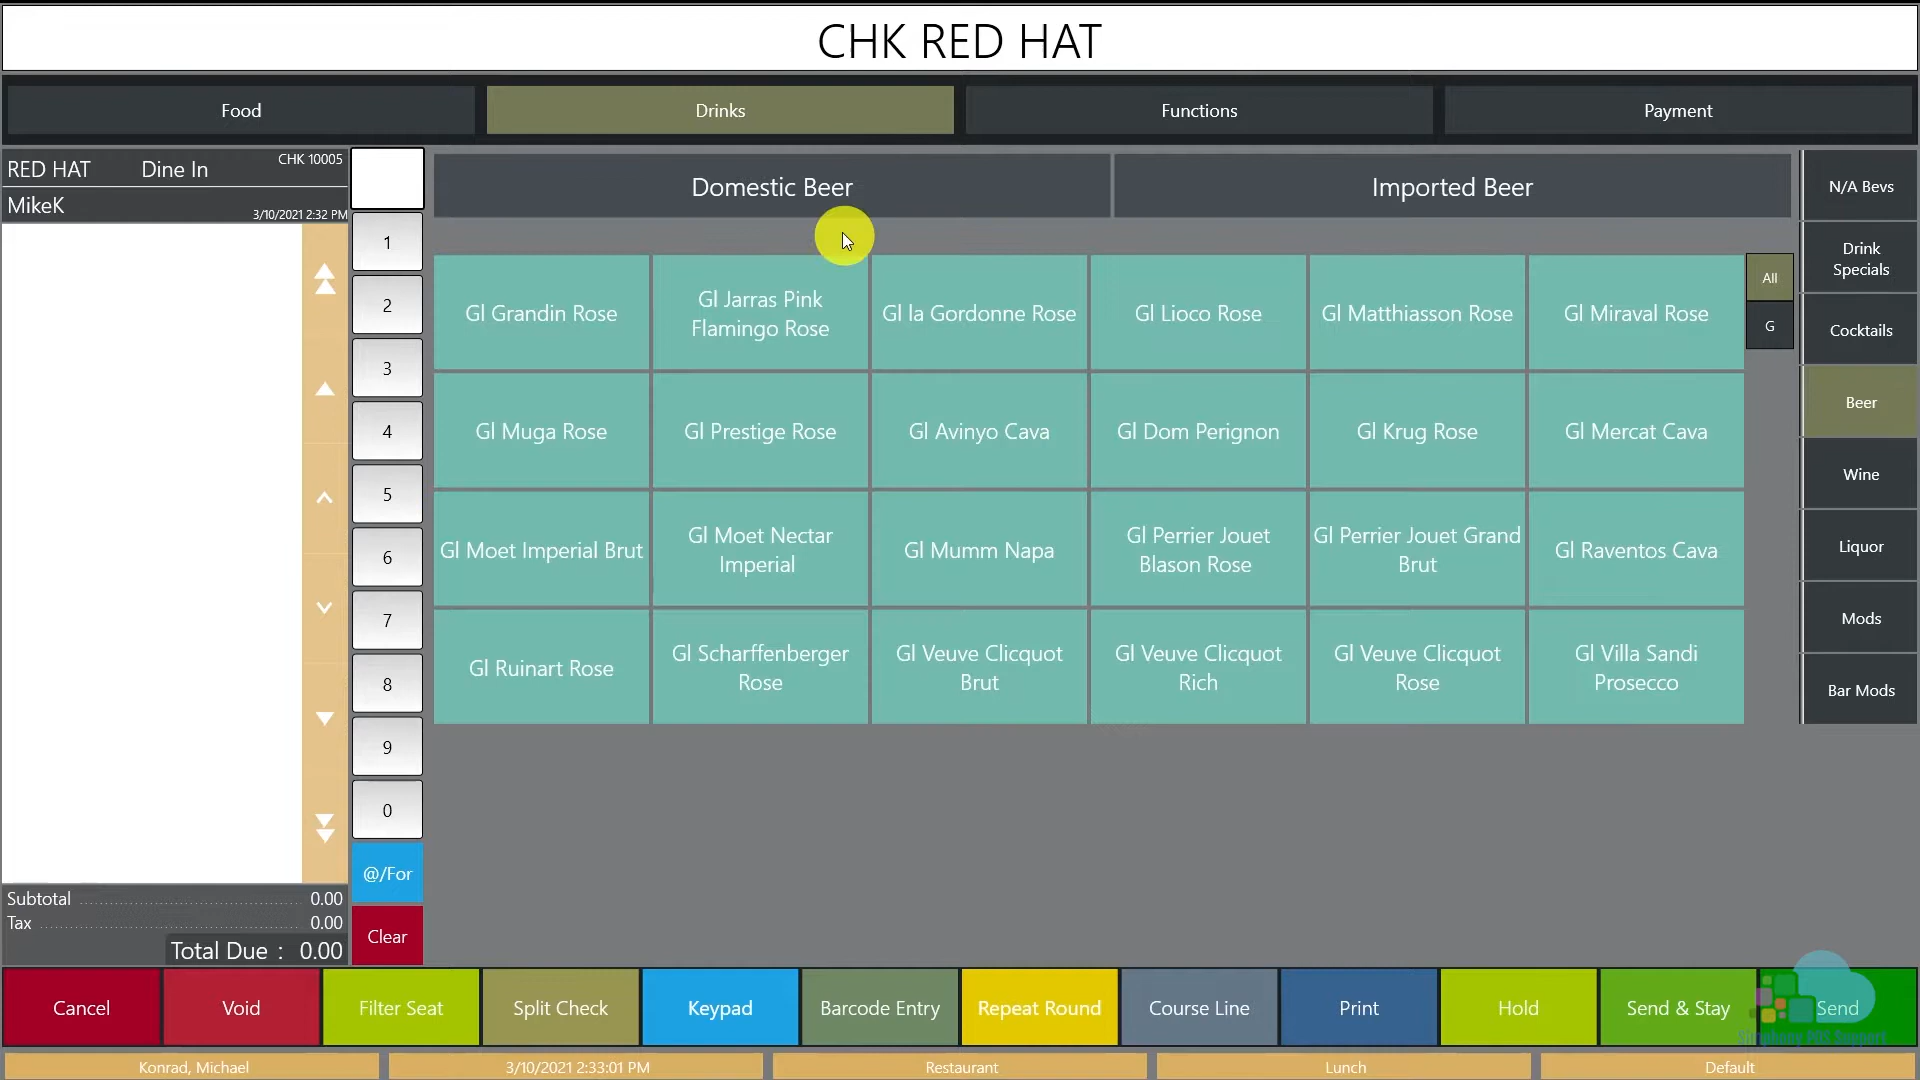 CHK RED HAT
Food
Drinks
Functions
Payment
RED HAT
Dine In
CHK 10005
MikeK
3/10/2021 2:32 PM
1
2
3
4
5
6
7
8
9
0
@/For
Clear
Domestic Beer
Imported Beer
Gl Grandin Rose
Gl Jarras Pink
Flamingo Rose
Gl la Gordonne Rose
Gl Lioco Rose
Gl Matthiasson Rose
Gl Miraval Rose
Gl Muga Rose
Gl Prestige Rose
Gl Avinyo Cava
Gl Dom Perignon
Gl Krug Rose
Gl Mercat Cava
Gl Moet Imperial Brut
Gl Moet Nectar
Imperial
Gl Mumm Napa
Gl Perrier Jouet
Blason Rose
Gl Perrier Jouet Grand
Brut
Gl Raventos Cava
Gl Ruinart Rose
Gl Scharffenberger
Rose
Gl Veuve Clicquot
Brut
Gl Veuve Clicquot
Rich
Gl Veuve Clicquot
Rose
Gl Villa Sandi
Prosecco
All
G
N/A Bevs
Drink
Specials
Cocktails
Beer
Wine
Liquor
Mods
Bar Mods
Subtotal 0.00
Tax 0.00
Total Due : 0.00
Cancel
Void
Filter Seat
Split Check
Keypad
Barcode Entry
Repeat Round
Course Line
Print
Hold
Send & Stay
Send
Simphony POS Support
Konrad, Michael
3/10/2021 2:33:01 PM
Restaurant
Lunch
Default